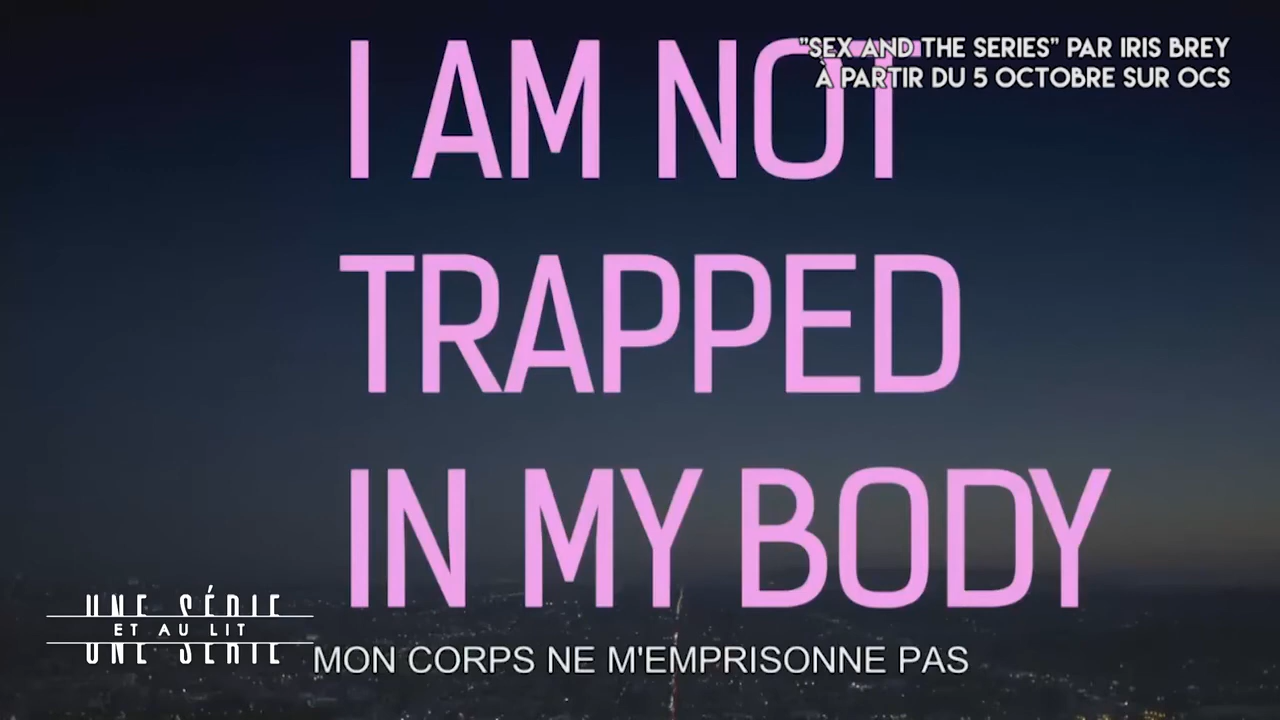 "SEX AND THE SERIES" PAR IRIS BREY
À PARTIR DU 5 OCTOBRE SUR OCS
I AM NOT
TRAPPED
IN MY BODY
UNE SÉRIE
ET AU LIT
UNE SÉRIE
MON CORPS NE M'EMPRISONNE PAS